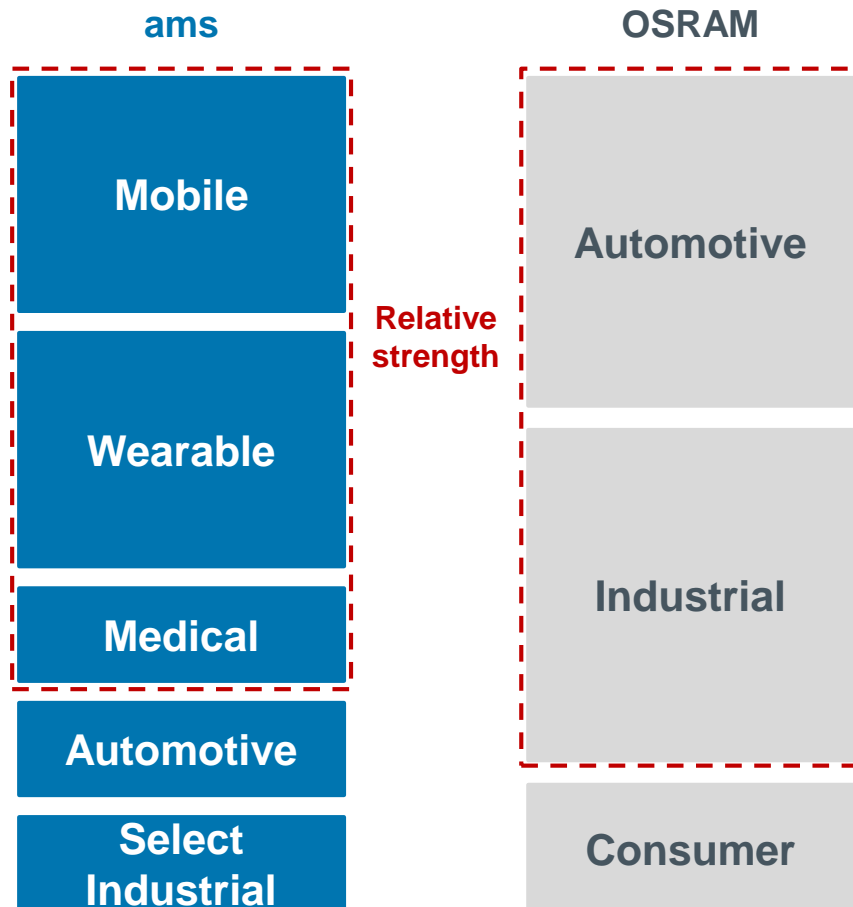 ams
Mobile
Wearable
Medical
Automotive
Select
Industrial
Relative
strength
OSRAM
Automotive
Industrial
Consumer